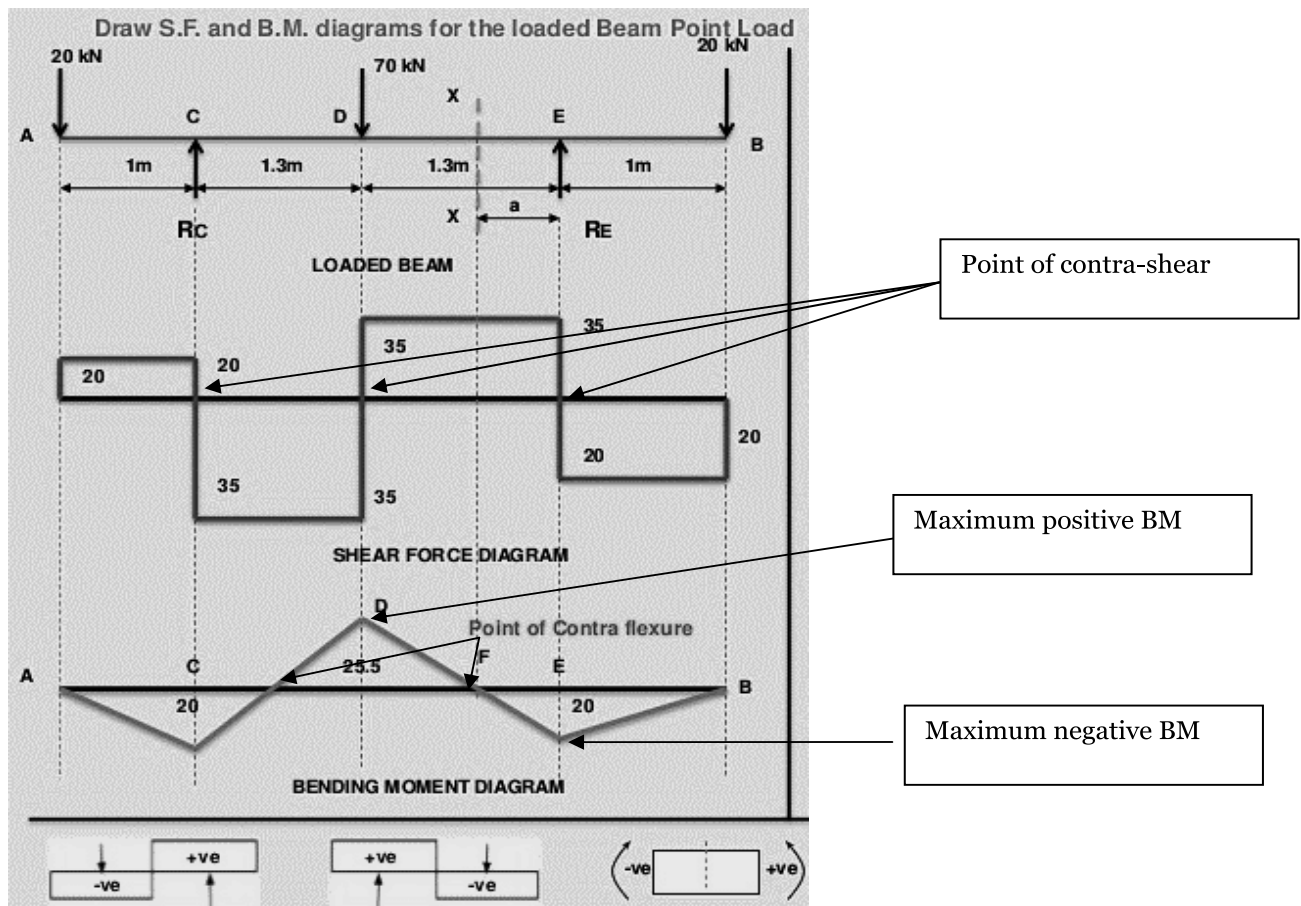 Draw S.F. and B.M. diagrams for the loaded Beam Point Load
20 kN
70 kN
20 kN
X
A
C
D
E
B
1m
1.3m
1.3m
1m
X
a
RC
RE
LOADED BEAM
Point of contra-shear
20
20
35
35
35
35
20
20
SHEAR FORCE DIAGRAM
Maximum positive BM
D
Point of Contra flexure
A
C
25.5
F
E
B
20
20
Maximum negative BM
BENDING MOMENT DIAGRAM
-ve
+ve
+ve
-ve
-ve
+ve